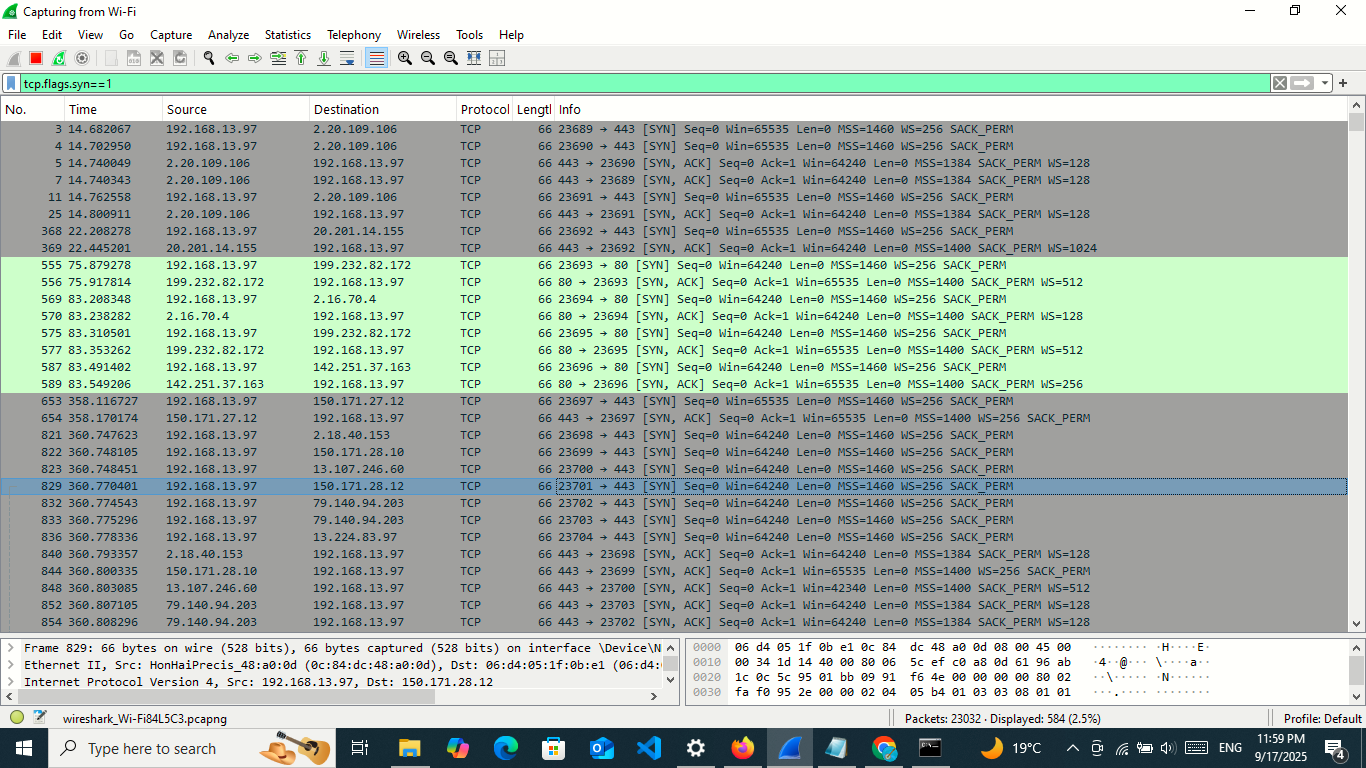 Capturing from Wi-Fi
File Edit View Go Capture Analyze Statistics Telephony Wireless Tools Help
tcp.flags.syn==1
No. Time Source Destination Protocol Lengtl Info
3 14.682067 192.168.13.97 2.20.109.106 TCP 66 23689 → 443 [SYN] Seq=0 Win=65535 Len=0 MSS=1460 WS=256 SACK_PERM
4 14.702950 192.168.13.97 2.20.109.106 TCP 66 23690 → 443 [SYN] Seq=0 Win=65535 Len=0 MSS=1460 WS=256 SACK_PERM
5 14.740049 2.20.109.106 192.168.13.97 TCP 66 443 → 23690 [SYN, ACK] Seq=0 Ack=1 Win=64240 Len=0 MSS=1384 SACK_PERM WS=128
7 14.740343 2.20.109.106 192.168.13.97 TCP 66 443 → 23689 [SYN, ACK] Seq=0 Ack=1 Win=64240 Len=0 MSS=1384 SACK_PERM WS=128
11 14.762558 192.168.13.97 2.20.109.106 TCP 66 23691 → 443 [SYN] Seq=0 Win=65535 Len=0 MSS=1460 WS=256 SACK_PERM
25 14.800911 2.20.109.106 192.168.13.97 TCP 66 443 → 23691 [SYN, ACK] Seq=0 Ack=1 Win=64240 Len=0 MSS=1384 SACK_PERM WS=128
368 22.208278 192.168.13.97 20.201.14.155 TCP 66 23692 → 443 [SYN] Seq=0 Win=65535 Len=0 MSS=1460 WS=256 SACK_PERM
369 22.445201 20.201.14.155 192.168.13.97 TCP 66 443 → 23692 [SYN, ACK] Seq=0 Ack=1 Win=64240 Len=0 MSS=1400 SACK_PERM WS=1024
555 75.879278 192.168.13.97 199.232.82.172 TCP 66 23693 → 80 [SYN] Seq=0 Win=64240 Len=0 MSS=1460 WS=256 SACK_PERM
556 75.917814 199.232.82.172 192.168.13.97 TCP 66 80 → 23693 [SYN, ACK] Seq=0 Ack=1 Win=65535 Len=0 MSS=1400 SACK_PERM WS=512
569 83.208348 192.168.13.97 2.16.70.4 TCP 66 23694 → 80 [SYN] Seq=0 Win=64240 Len=0 MSS=1460 WS=256 SACK_PERM
570 83.238282 2.16.70.4 192.168.13.97 TCP 66 80 → 23694 [SYN, ACK] Seq=0 Ack=1 Win=64240 Len=0 MSS=1400 SACK_PERM WS=128
575 83.310501 192.168.13.97 199.232.82.172 TCP 66 23695 → 80 [SYN] Seq=0 Win=64240 Len=0 MSS=1460 WS=256 SACK_PERM
577 83.353262 199.232.82.172 192.168.13.97 TCP 66 80 → 23695 [SYN, ACK] Seq=0 Ack=1 Win=65535 Len=0 MSS=1400 SACK_PERM WS=512
587 83.491402 192.168.13.97 142.251.37.163 TCP 66 23696 → 80 [SYN] Seq=0 Win=64240 Len=0 MSS=1460 WS=256 SACK_PERM
589 83.549206 142.251.37.163 192.168.13.97 TCP 66 80 → 23696 [SYN, ACK] Seq=0 Ack=1 Win=65535 Len=0 MSS=1400 SACK_PERM WS=256
653 358.116727 192.168.13.97 150.171.27.12 TCP 66 23697 → 443 [SYN] Seq=0 Win=65535 Len=0 MSS=1460 WS=256 SACK_PERM
654 358.170174 150.171.27.12 192.168.13.97 TCP 66 443 → 23697 [SYN, ACK] Seq=0 Ack=1 Win=65535 Len=0 MSS=1400 WS=256 SACK_PERM
821 360.747623 192.168.13.97 2.18.40.153 TCP 66 23698 → 443 [SYN] Seq=0 Win=64240 Len=0 MSS=1460 WS=256 SACK_PERM
822 360.748105 192.168.13.97 150.171.28.10 TCP 66 23699 → 443 [SYN] Seq=0 Win=64240 Len=0 MSS=1460 WS=256 SACK_PERM
823 360.748451 192.168.13.97 13.107.246.60 TCP 66 23700 → 443 [SYN] Seq=0 Win=64240 Len=0 MSS=1460 WS=256 SACK_PERM
829 360.770401 192.168.13.97 150.171.28.12 TCP 66 23701 → 443 [SYN] Seq=0 Win=64240 Len=0 MSS=1460 WS=256 SACK_PERM
832 360.774543 192.168.13.97 79.140.94.203 TCP 66 23702 → 443 [SYN] Seq=0 Win=64240 Len=0 MSS=1460 WS=256 SACK_PERM
833 360.775296 192.168.13.97 79.140.94.203 TCP 66 23703 → 443 [SYN] Seq=0 Win=64240 Len=0 MSS=1460 WS=256 SACK_PERM
836 360.778336 192.168.13.97 13.224.83.97 TCP 66 23704 → 443 [SYN] Seq=0 Win=64240 Len=0 MSS=1460 WS=256 SACK_PERM
840 360.793357 2.18.40.153 192.168.13.97 TCP 66 443 → 23698 [SYN, ACK] Seq=0 Ack=1 Win=64240 Len=0 MSS=1384 SACK_PERM WS=128
844 360.800335 150.171.28.10 192.168.13.97 TCP 66 443 → 23699 [SYN, ACK] Seq=0 Ack=1 Win=65535 Len=0 MSS=1400 WS=256 SACK_PERM
848 360.803085 13.107.246.60 192.168.13.97 TCP 66 443 → 23700 [SYN, ACK] Seq=0 Ack=1 Win=42340 Len=0 MSS=1400 SACK_PERM WS=512
852 360.807105 79.140.94.203 192.168.13.97 TCP 66 443 → 23703 [SYN, ACK] Seq=0 Ack=1 Win=64240 Len=0 MSS=1384 SACK_PERM WS=128
854 360.808296 79.140.94.203 192.168.13.97 TCP 66 443 → 23702 [SYN, ACK] Seq=0 Ack=1 Win=64240 Len=0 MSS=1384 SACK_PERM WS=128
Frame 829: 66 bytes on wire (528 bits), 66 bytes captured (528 bits) on interface \Device\N
Ethernet II, Src: HonHaiPrecis_48:a0:0d (0c:84:dc:48:a0:0d), Dst: 06:d4:05:1f:0b:e1 (06:d4:
Internet Protocol Version 4, Src: 192.168.13.97, Dst: 150.171.28.12
0000 06 d4 05 1f 0b e1 0c 84 dc 48 a0 0d 08 00 45 00 ········ ·H····E·
0010 00 34 1d 14 40 00 80 06 5c ef c0 a8 0d 61 96 ab ·4··@··· \····a··
0020 1c 0c 5c 95 01 bb 09 91 f6 4e 00 00 00 00 80 02 ··\····· ·N······
0030 fa f0 95 2e 00 00 02 04 05 b4 01 03 03 08 01 01 ···.···· ········
wireshark_Wi-Fi84L5C3.pcapng
Packets: 23032 · Displayed: 584 (2.5%)
Profile: Default
Type here to search
19°C
ENG
11:59 PM
9/17/2025
4